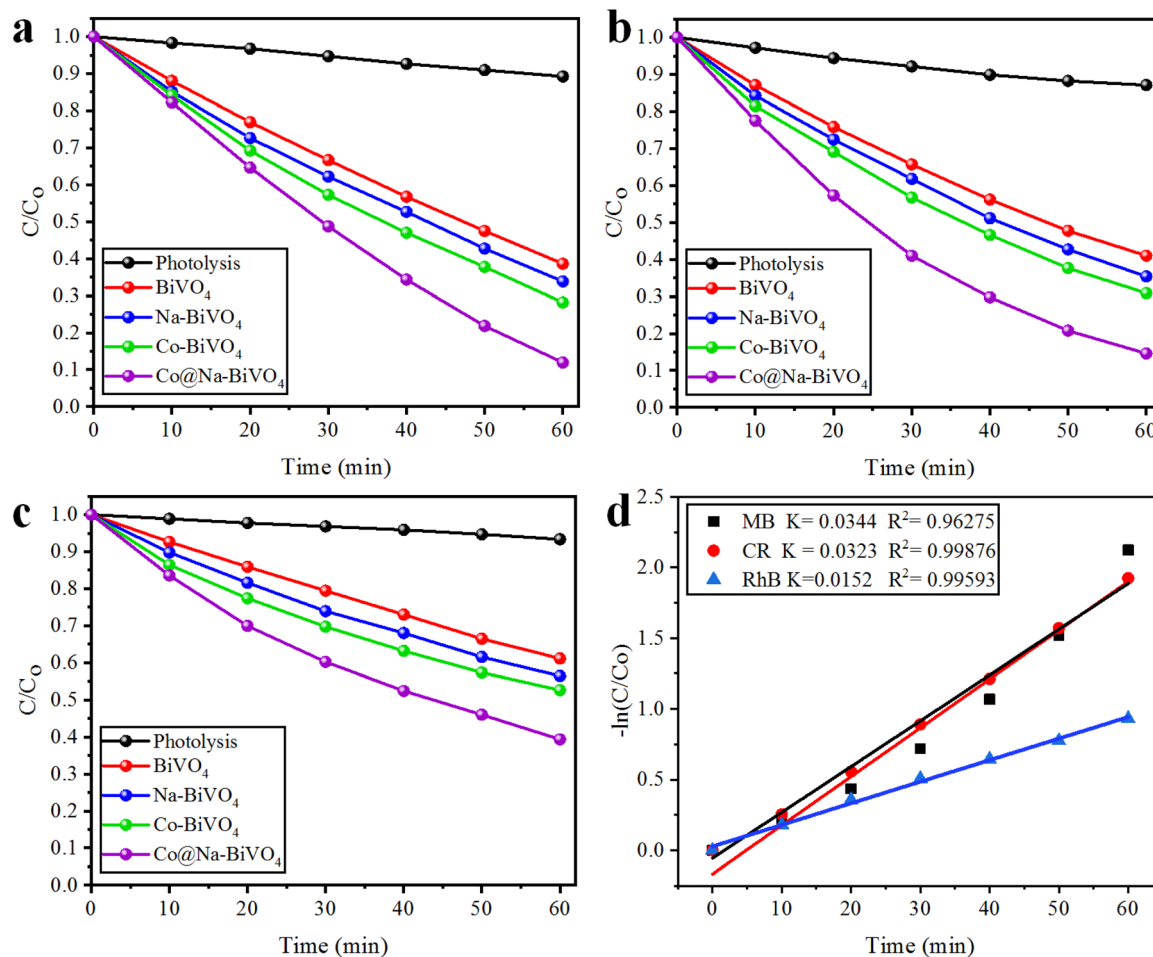 a
1.0
0.9
0.8
0.7
0.6
0.5
0.4
0.3
0.2
0.1
0.0
C/Co
Photolysis
BiVO₄
Na-BiVO₄
Co-BiVO₄
Co@Na-BiVO₄
0 10 20 30 40 50 60
Time (min)
b
1.0
0.9
0.8
0.7
0.6
0.5
0.4
0.3
0.2
0.1
0.0
C/Co
Photolysis
BiVO₄
Na-BiVO₄
Co-BiVO₄
Co@Na-BiVO₄
0 10 20 30 40 50 60
Time (min)
c
1.0
0.9
0.8
0.7
0.6
0.5
0.4
0.3
0.2
0.1
0.0
C/Co
Photolysis
BiVO₄
Na-BiVO₄
Co-BiVO₄
Co@Na-BiVO₄
0 10 20 30 40 50 60
Time (min)
d
2.5
2.0
1.5
1.0
0.5
0.0
-ln(C/Co)
MB K= 0.0344 R²= 0.96275
CR K= 0.0323 R²= 0.99876
RhB K=0.0152 R²= 0.99593
0 10 20 30 40 50 60
Time (min)